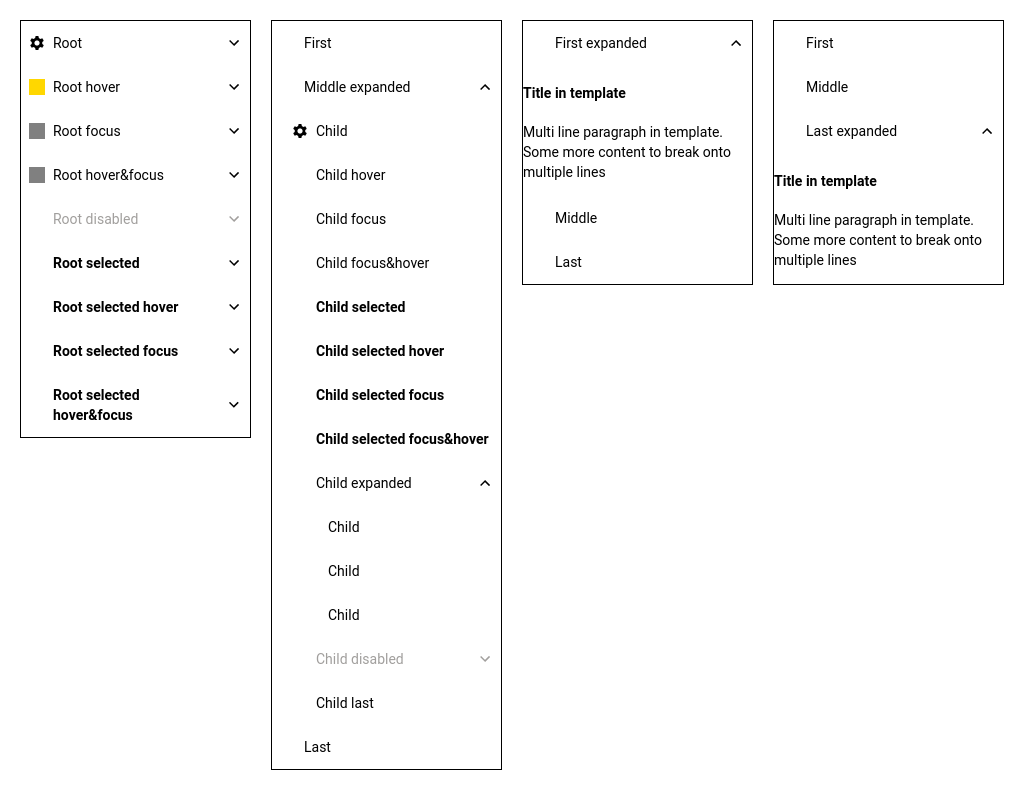 Root
Root hover
Root focus
Root hover&focus
Root disabled
Root selected
Root selected hover
Root selected focus
Root selected
hover&focus
First
Middle expanded
Child
Child hover
Child focus
Child focus&hover
Child selected
Child selected hover
Child selected focus
Child selected focus&hover
Child expanded
Child
Child
Child
Child disabled
Child last
Last
First expanded
Title in template
Multi line paragraph in template.
Some more content to break onto
multiple lines
Middle
Last
First
Middle
Last expanded
Title in template
Multi line paragraph in template.
Some more content to break onto
multiple lines